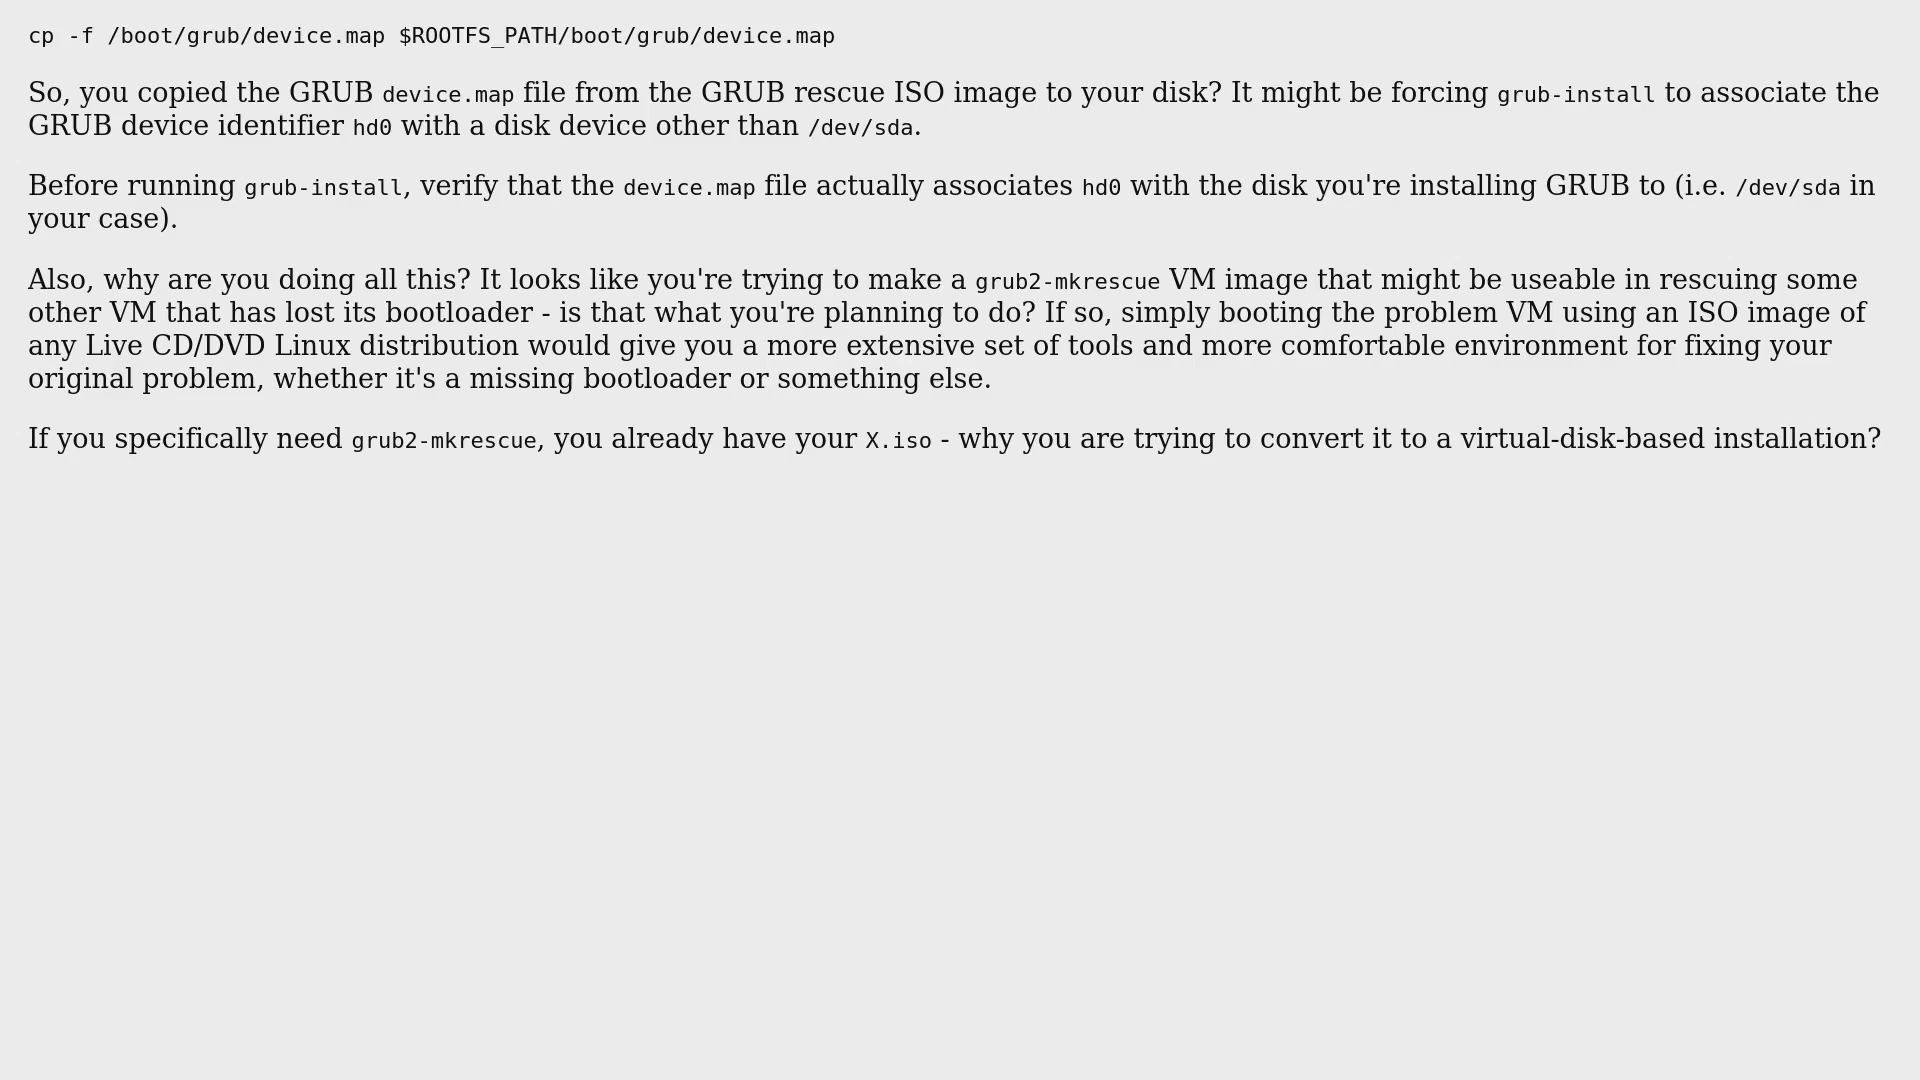 cp -f /boot/grub/device.map $ROOTFS_PATH/boot/grub/device.map
So, you copied the GRUB device.map file from the GRUB rescue ISO image to your disk? It might be forcing grub-install to associate the
GRUB device identifier hd0 with a disk device other than /dev/sda.
Before running grub-install, verify that the device.map file actually associates hd0 with the disk you're installing GRUB to (i.e. /dev/sda in
your case).
Also, why are you doing all this? It looks like you're trying to make a grub2-mkrescue VM image that might be useable in rescuing some
other VM that has lost its bootloader - is that what you're planning to do? If so, simply booting the problem VM using an ISO image of
any Live CD/DVD Linux distribution would give you a more extensive set of tools and more comfortable environment for fixing your
original problem, whether it's a missing bootloader or something else.
If you specifically need grub2-mkrescue, you already have your X.iso - why you are trying to convert it to a virtual-disk-based installation?